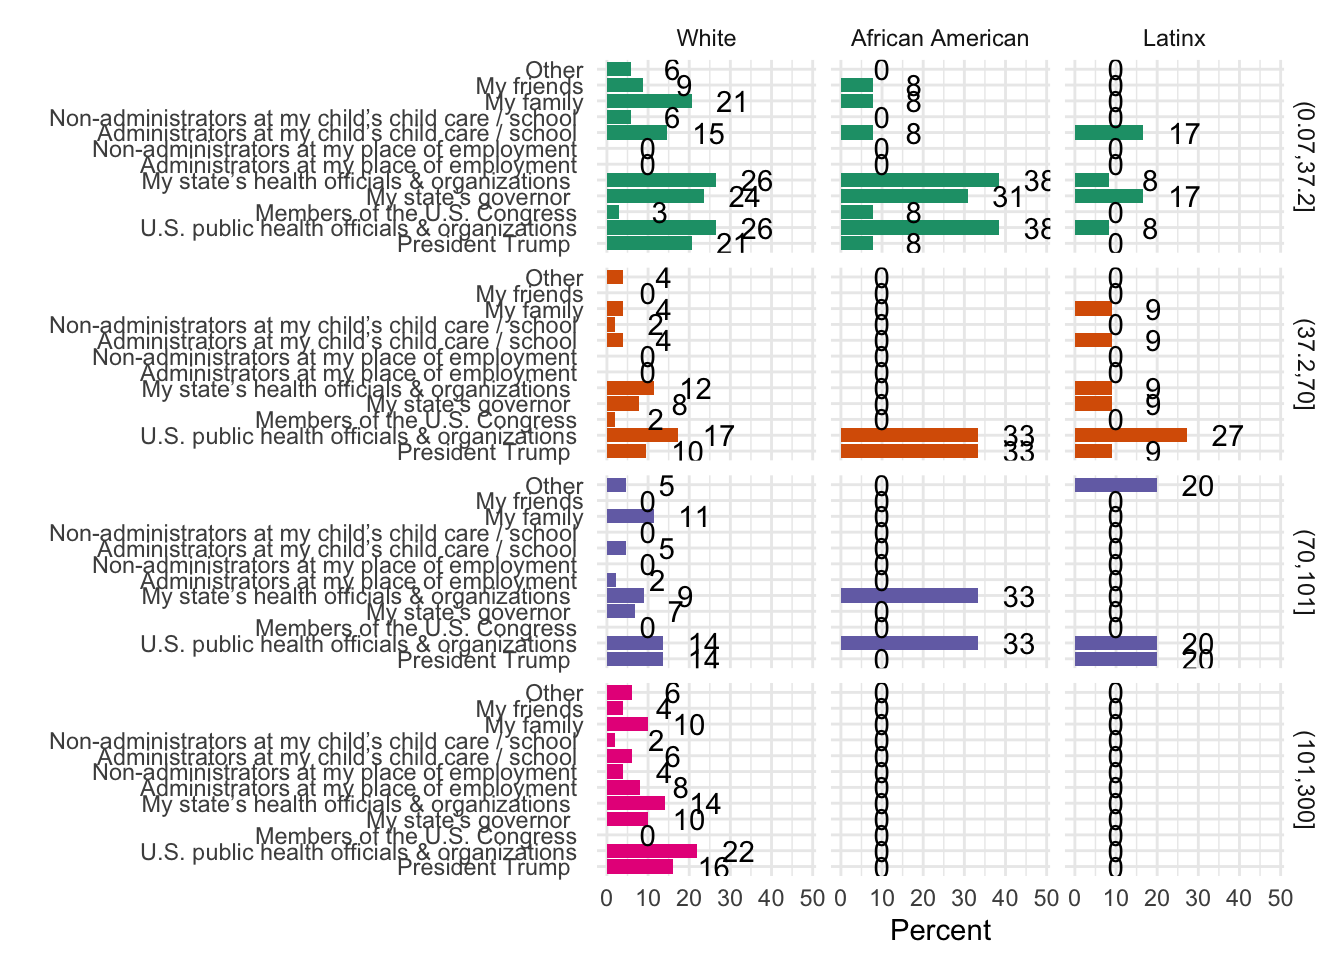 White African American Latinx
Other 6 0 0
My friends 9 8 0
My family 21 8 0
Non-administrators at my child’s child care / school 6 0 0
Administrators at my child’s child care / school 15 8 17
Non-administrators at my place of employment 0 0 0
Administrators at my place of employment 0 0 0
My state’s health officials & organizations 26 38 8
My state’s governor 24 31 17
Members of the U.S. Congress 3 8 0
U.S. public health officials & organizations 26 38 8
President Trump 21 8 0
(0.07,37.2]
Other 4 0 0
My friends 0 0 0
My family 4 0 9
Non-administrators at my child’s child care / school 2 0 0
Administrators at my child’s child care / school 4 0 9
Non-administrators at my place of employment 0 0 0
Administrators at my place of employment 0 0 0
My state’s health officials & organizations 12 0 9
My state’s governor 8 0 9
Members of the U.S. Congress 2 0 0
U.S. public health officials & organizations 17 33 27
President Trump 10 33 9
(37.2,70]
Other 5 0 20
My friends 0 0 0
My family 11 0 0
Non-administrators at my child’s child care / school 0 0 0
Administrators at my child’s child care / school 5 0 0
Non-administrators at my place of employment 0 0 0
Administrators at my place of employment 2 0 0
My state’s health officials & organizations 9 33 0
My state’s governor 7 0 0
Members of the U.S. Congress 0 0 0
U.S. public health officials & organizations 14 33 20
President Trump 14 0 20
(70,101]
Other 6 0 0
My friends 4 0 0
My family 10 0 0
Non-administrators at my child’s child care / school 2 0 0
Administrators at my child’s child care / school 6 0 0
Non-administrators at my place of employment 4 0 0
Administrators at my place of employment 8 0 0
My state’s health officials & organizations 14 0 0
My state’s governor 10 0 0
Members of the U.S. Congress 0 0 0
U.S. public health officials & organizations 22 0 0
President Trump 16 0 0
(101,300]
0 10 20 30 40 50 0 10 20 30 40 50 0 10 20 30 40 50
Percent